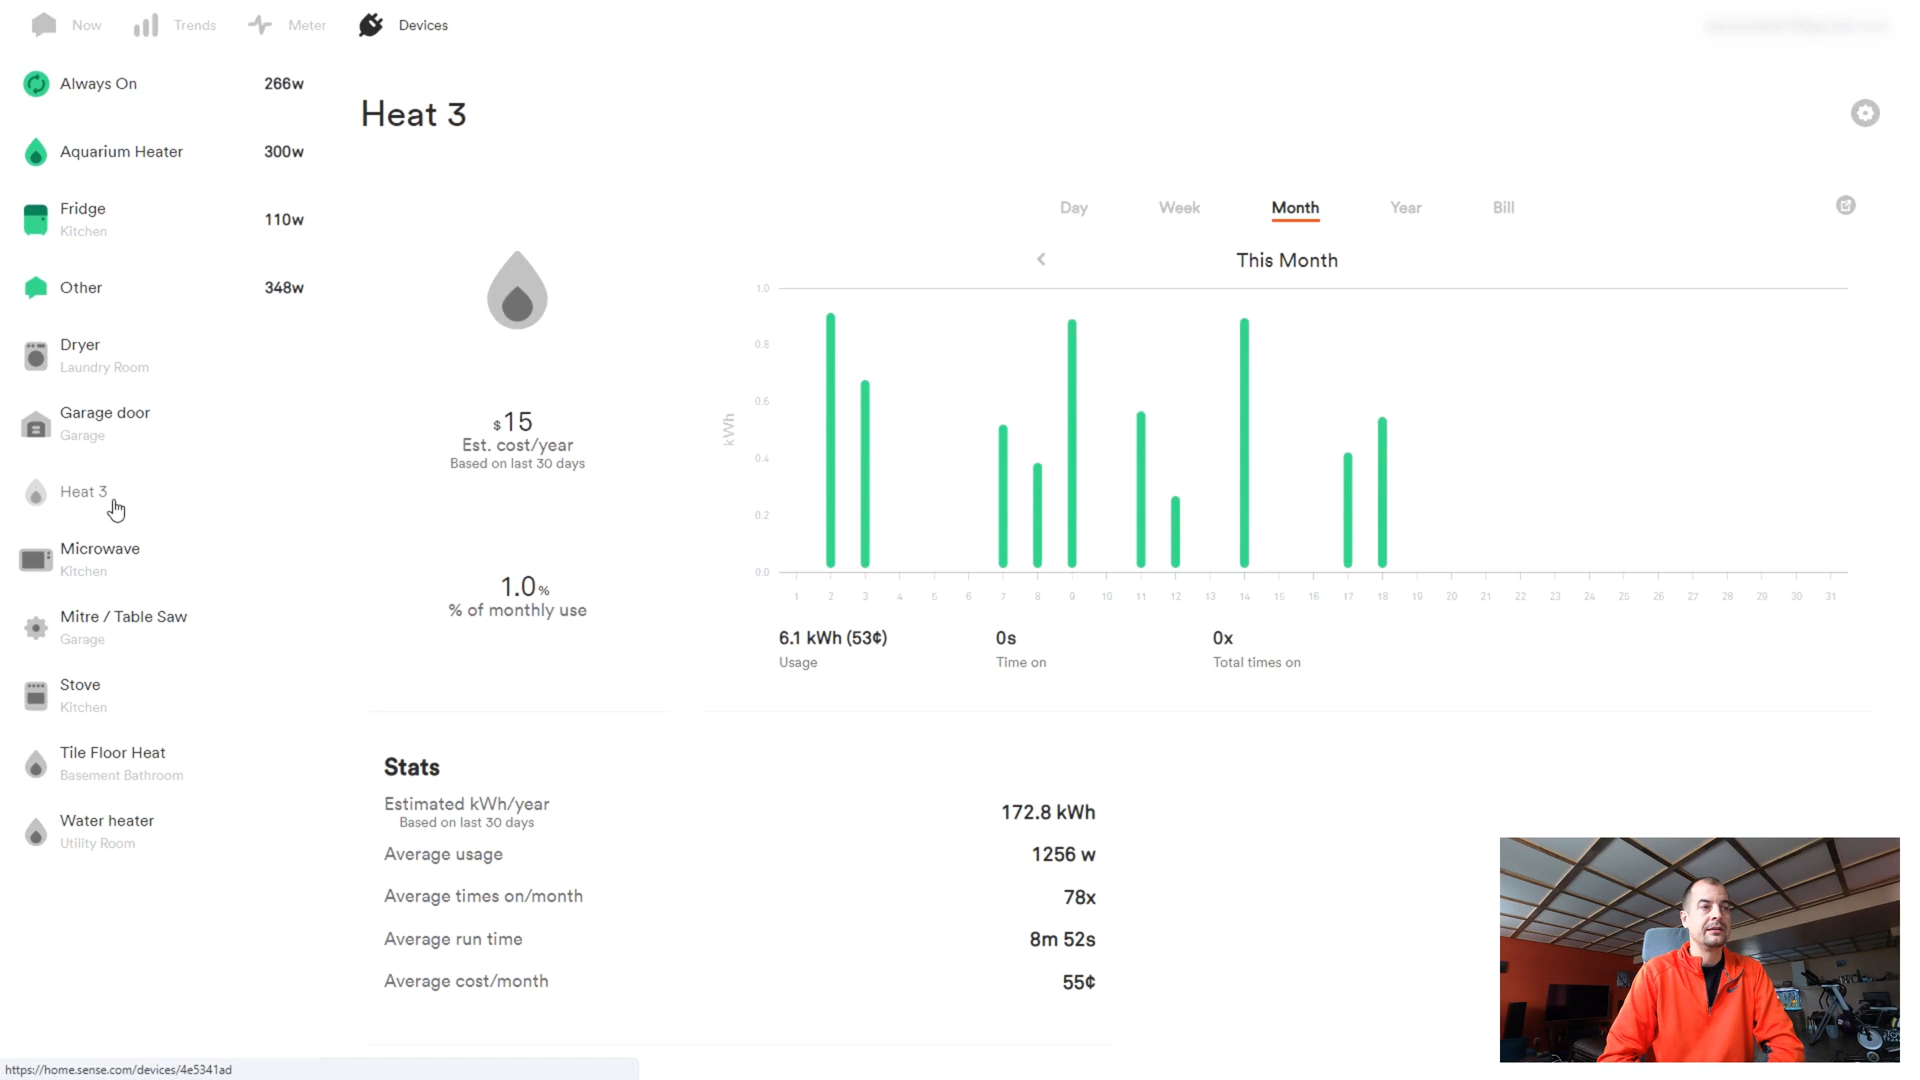 Now
Trends
Meter
Devices
Always On
266w
Aquarium Heater
300w
Fridge
Kitchen
110w
Other
348w
Dryer
Laundry Room
Garage door
Garage
Heat 3
Microwave
Kitchen
Mitre / Table Saw
Garage
Stove
Kitchen
Tile Floor Heat
Basement Bathroom
Water heater
Utility Room
Heat 3
$15
Est. cost/year
Based on last 30 days
1.0%
% of monthly use
Day Week Month Year Bill
This Month
kWh
1.0
0.8
0.6
0.4
0.2
0.0
1 2 3 4 5 6 7 8 9 10 11 12 13 14 15 16 17 18 19 20 21 22 23 24 25 26 27 28 29 30 31
6.1 kWh (53¢)
Usage
0s
Time on
0x
Total times on
Stats
Estimated kWh/year
Based on last 30 days
172.8 kWh
Average usage
1256 w
Average times on/month
78x
Average run time
8m 52s
Average cost/month
55¢
https://home.sense.com/devices/4e5341ad